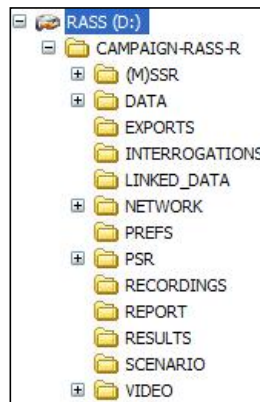 RASS (D:)
CAMPAIGN-RASS-R
(M)SSR
DATA
EXPORTS
INTERROGATIONS
LINKED_DATA
NETWORK
PREFS
PSR
RECORDINGS
REPORT
RESULTS
SCENARIO
VIDEO